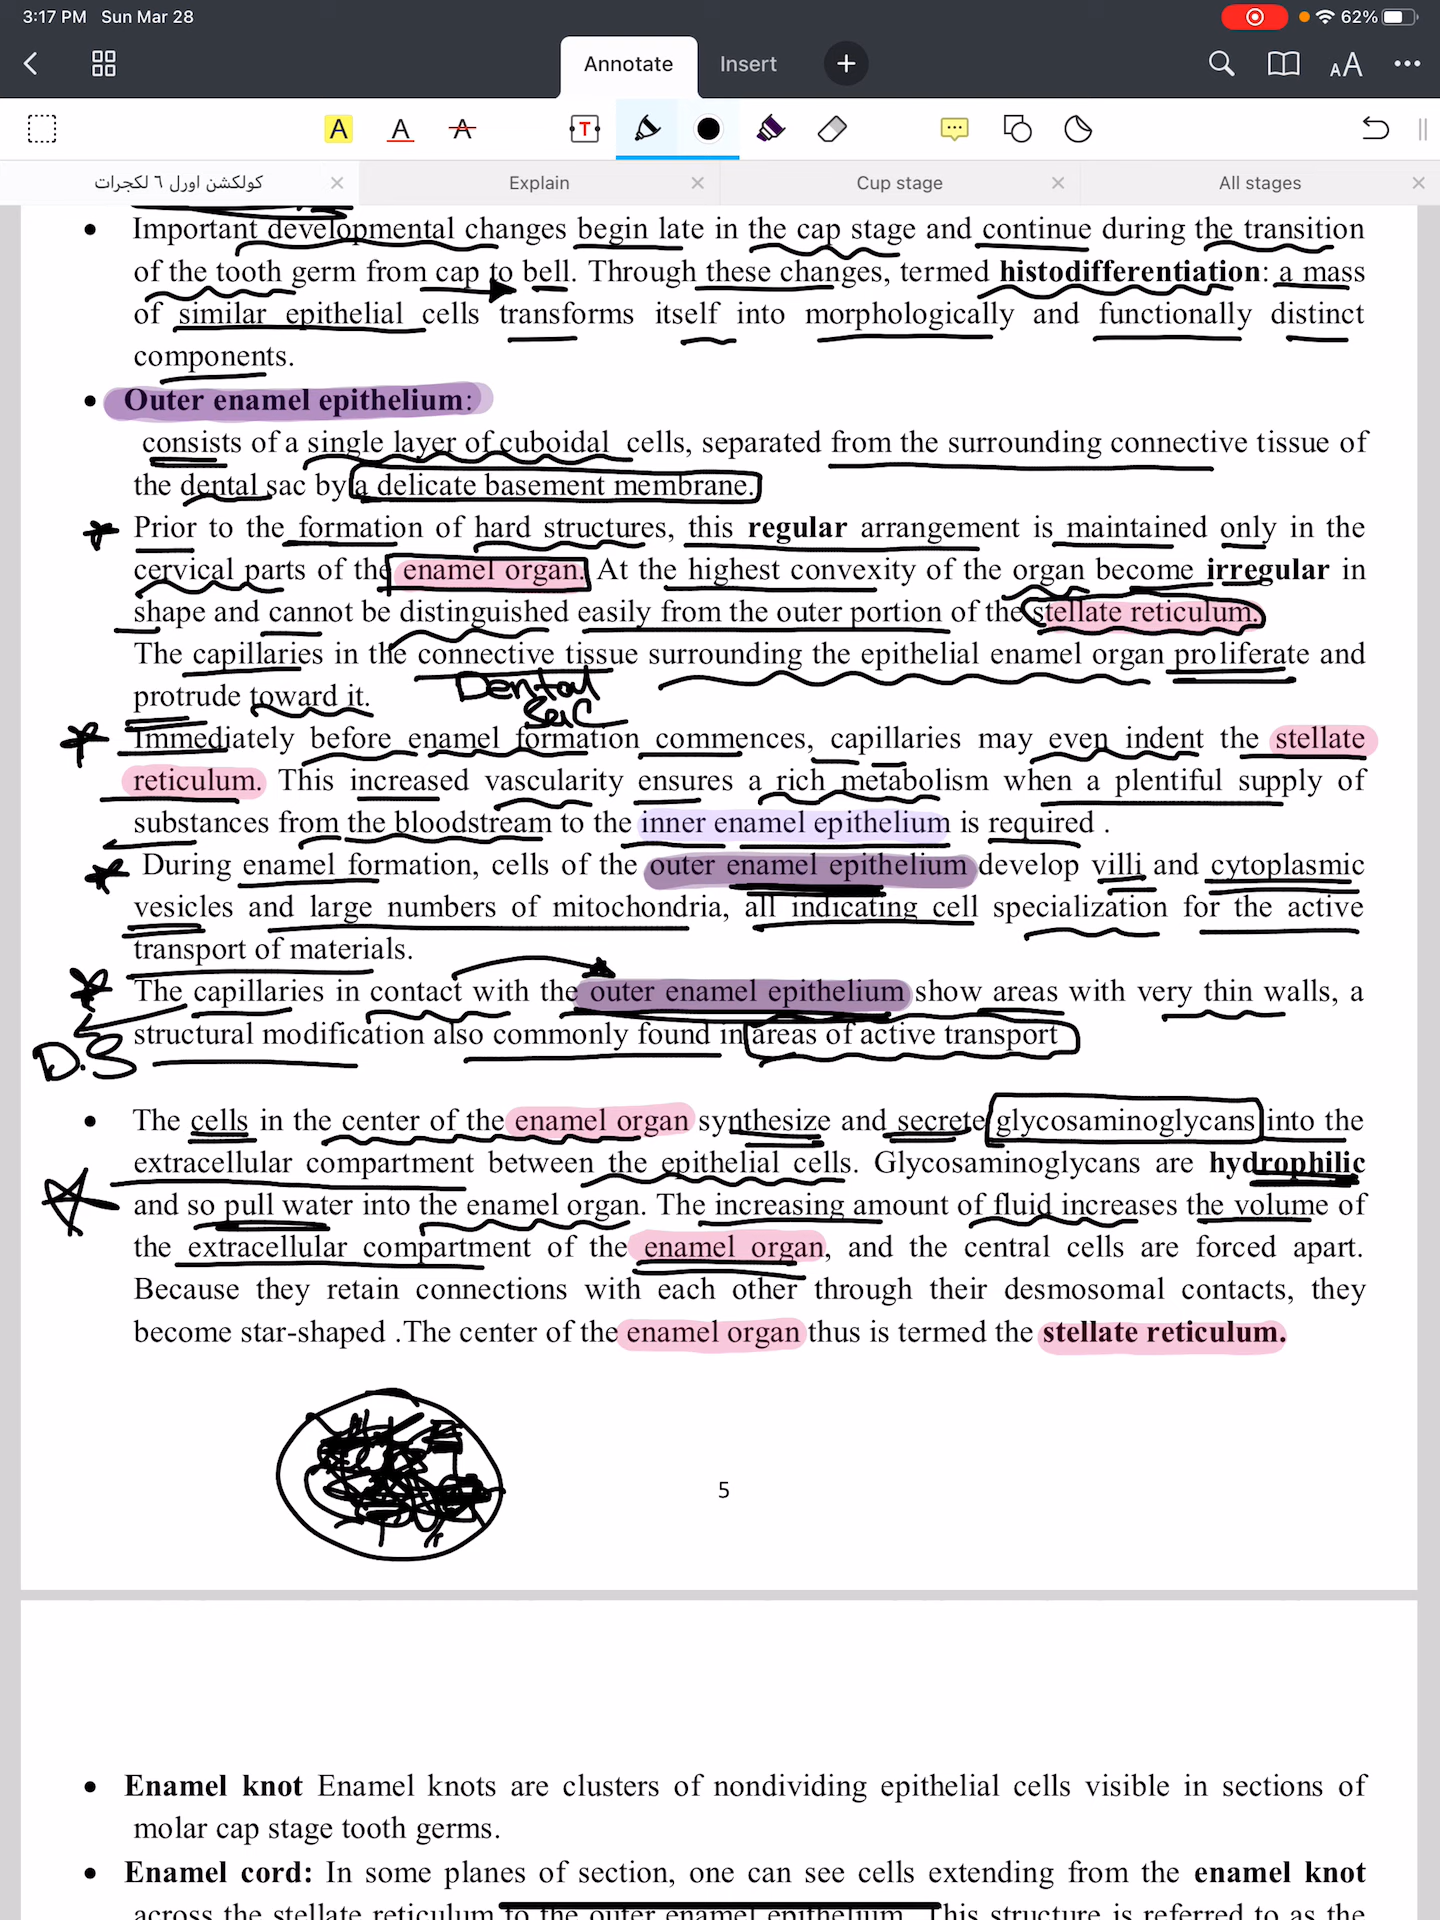 3:17 PM Sun Mar 28
62%
Annotate
Insert
كولكشن اورل ٦ لكجرات
Explain
Cup stage
All stages
• Important developmental changes begin late in the cap stage and continue during the transition
of the tooth germ from cap to bell. Through these changes, termed histodifferentiation: a mass
of similar epithelial cells transforms itself into morphologically and functionally distinct
components.
• Outer enamel epithelium:
consists of a single layer of cuboidal cells, separated from the surrounding connective tissue of
the dental sac by a delicate basement membrane.
Prior to the formation of hard structures, this regular arrangement is maintained only in the
cervical parts of the enamel organ. At the highest convexity of the organ become irregular in
shape and cannot be distinguished easily from the outer portion of the stellate reticulum.
The capillaries in the connective tissue surrounding the epithelial enamel organ proliferate and
protrude toward it.
Dental
Sac
Immediately before enamel formation commences, capillaries may even indent the stellate
reticulum. This increased vascularity ensures a rich metabolism when a plentiful supply of
substances from the bloodstream to the inner enamel epithelium is required .
During enamel formation, cells of the outer enamel epithelium develop villi and cytoplasmic
vesicles and large numbers of mitochondria, all indicating cell specialization for the active
transport of materials.
The capillaries in contact with the outer enamel epithelium show areas with very thin walls, a
structural modification also commonly found in areas of active transport
D.S
• The cells in the center of the enamel organ synthesize and secrete glycosaminoglycans into the
extracellular compartment between the epithelial cells. Glycosaminoglycans are hydrophilic
and so pull water into the enamel organ. The increasing amount of fluid increases the volume of
the extracellular compartment of the enamel organ, and the central cells are forced apart.
Because they retain connections with each other through their desmosomal contacts, they
become star-shaped .The center of the enamel organ thus is termed the stellate reticulum.
5
• Enamel knot Enamel knots are clusters of nondividing epithelial cells visible in sections of
molar cap stage tooth germs.
• Enamel cord: In some planes of section, one can see cells extending from the enamel knot
across the stellate reticulum to the outer enamel epithelium. This structure is referred to as the